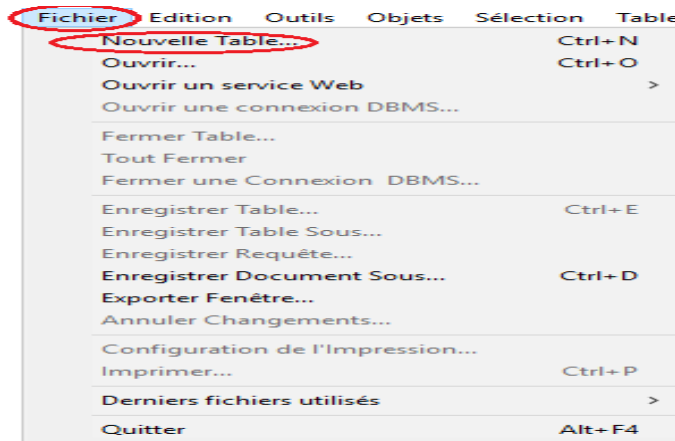 Fichier Edition Outils Objets Sélection Table
Nouvelle Table... Ctrl+N
Ouvrir... Ctrl+O
Ouvrir un service Web >
Ouvrir une connexion DBMS...
Fermer Table...
Tout Fermer
Fermer une Connexion DBMS...
Enregistrer Table... Ctrl+E
Enregistrer Table Sous...
Enregistrer Requête...
Enregistrer Document Sous... Ctrl+D
Exporter Fenêtre...
Annuler Changements...
Configuration de l'Impression...
Imprimer... Ctrl+P
Derniers fichiers utilisés >
Quitter Alt+F4